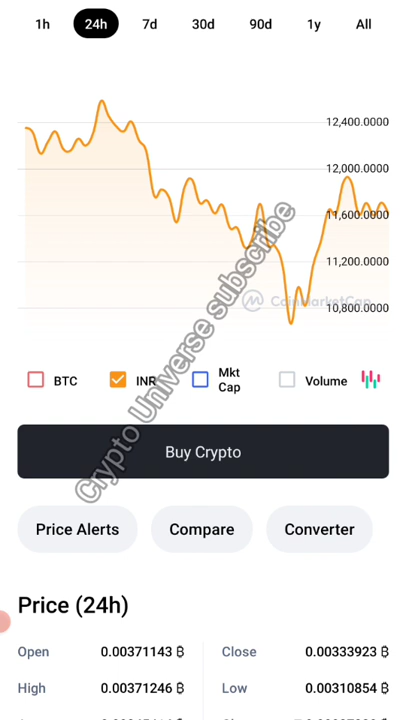 1h 24h 7d 30d 90d 1y All
12,400.0000
12,000.0000
11,600.0000
11,200.0000
CoinMarketCap
10,800.0000
Crypto Universe subscribe
BTC INR Mkt Cap Volume
Buy Crypto
Price Alerts Compare Converter
Price (24h)
Open 0.00371143 ₿ Close 0.00333923 ₿
High 0.00371246 ₿ Low 0.00310854 ₿